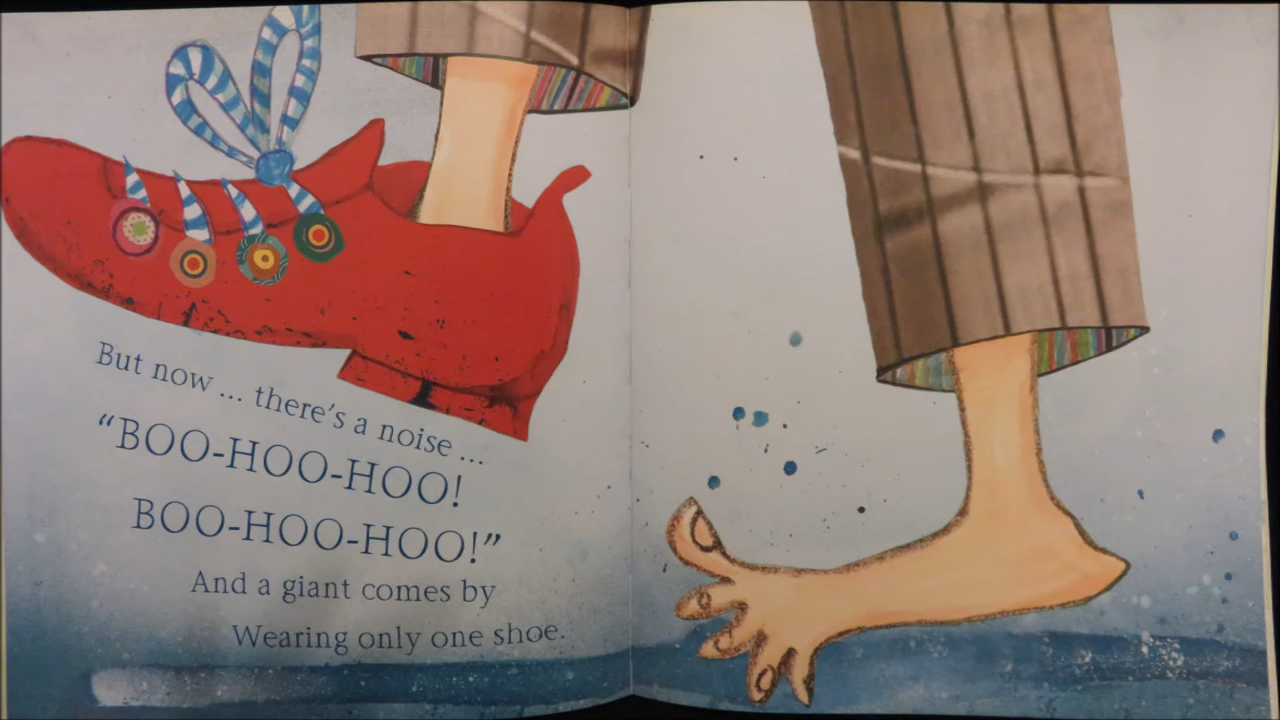 But now ... there's a noise ...
“BOO-HOO-HOO!
BOO-HOO-HOO!”
And a giant comes by
Wearing only one shoe.